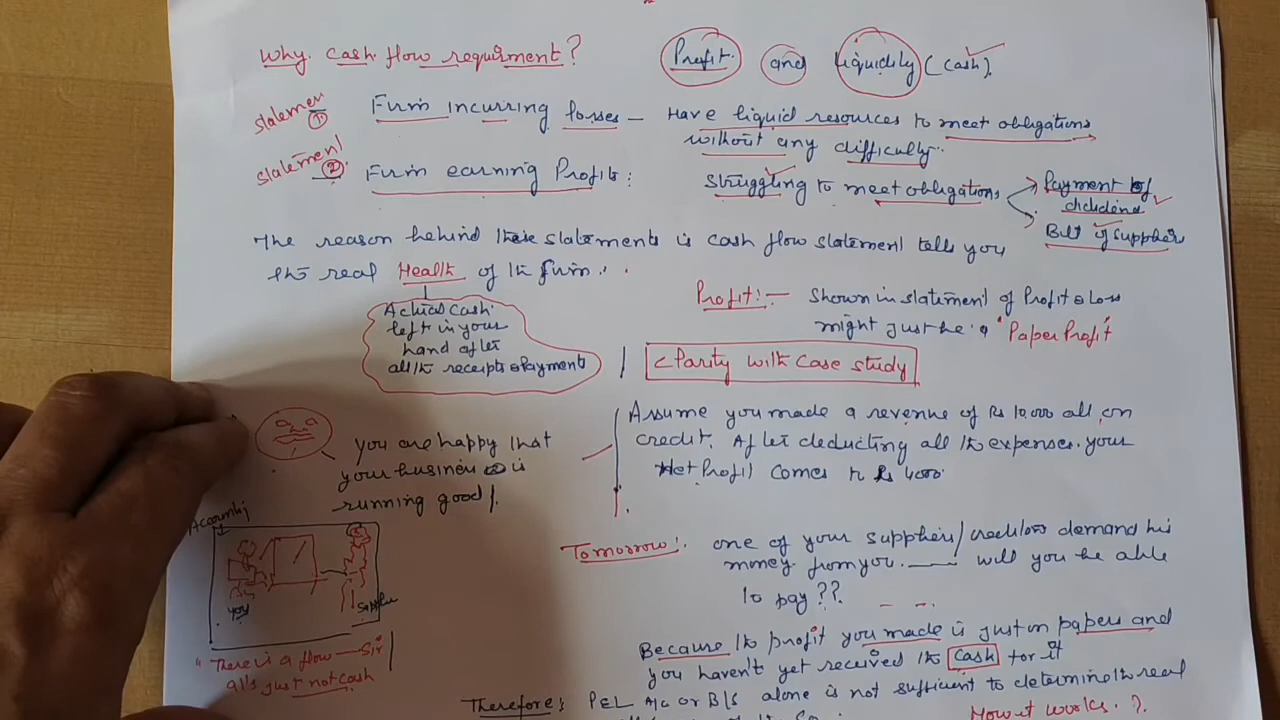 Why Cash flow requirment?
Profit and liquidity (Cash).
Statement ①
Firm incurring losses - Have liquid resources to meet obligations
without any difficulty.
Statement ②
Firm earning Profits: Struggling to meet obligations
Payment of
dividend
Bill of supplier
The reason behind these statements is cash flow statement tells you
the real Health of the firm.
Actual Cash
left in your
hand after
all the receipts & Payments
Profit:- Shown in statement of Profit & Loss
might just be a "Paper Profit"
Clarity with Case study
You are happy that
your business is
running good!
Assume you made a revenue of Rs 10,000 all on
credit. After deducting all the expenses your
Net Profit comes to Rs 4000
Accounting
You
Supplier
"There is a flow — Sir
It's just not cash
Tomorrow:- one of your suppliers/creditors demand his
money from you. —— will you be able
to pay??
Because the profit you made is just on papers and
you haven't yet received the Cash for it
Therefore: P&L A/c or B/S alone is not sufficient to determine the real
How it works?